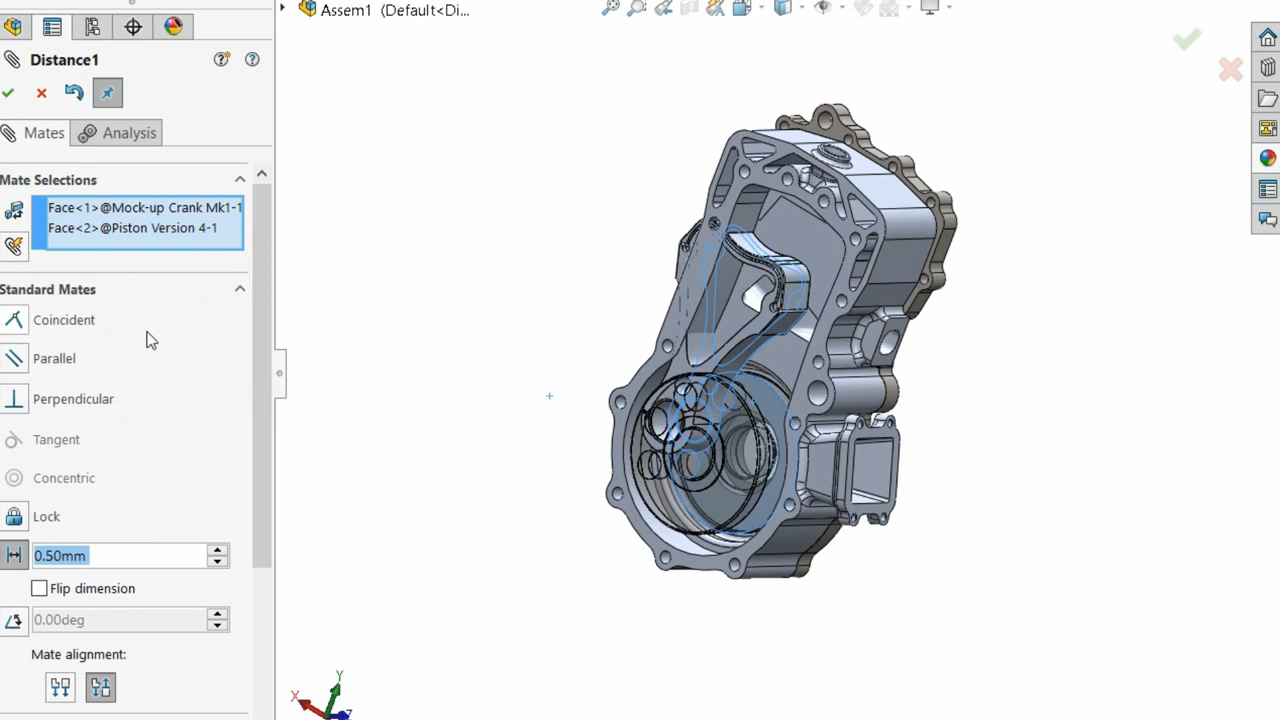 Assem1 (Default<Di...
Distance1
Mates
Analysis
Mate Selections
Face<1>@Mock-up Crank Mk1-1
Face<2>@Piston Version 4-1
Standard Mates
Coincident
Parallel
Perpendicular
Tangent
Concentric
Lock
0.50mm
Flip dimension
0.00deg
Mate alignment:
Y
X
Z